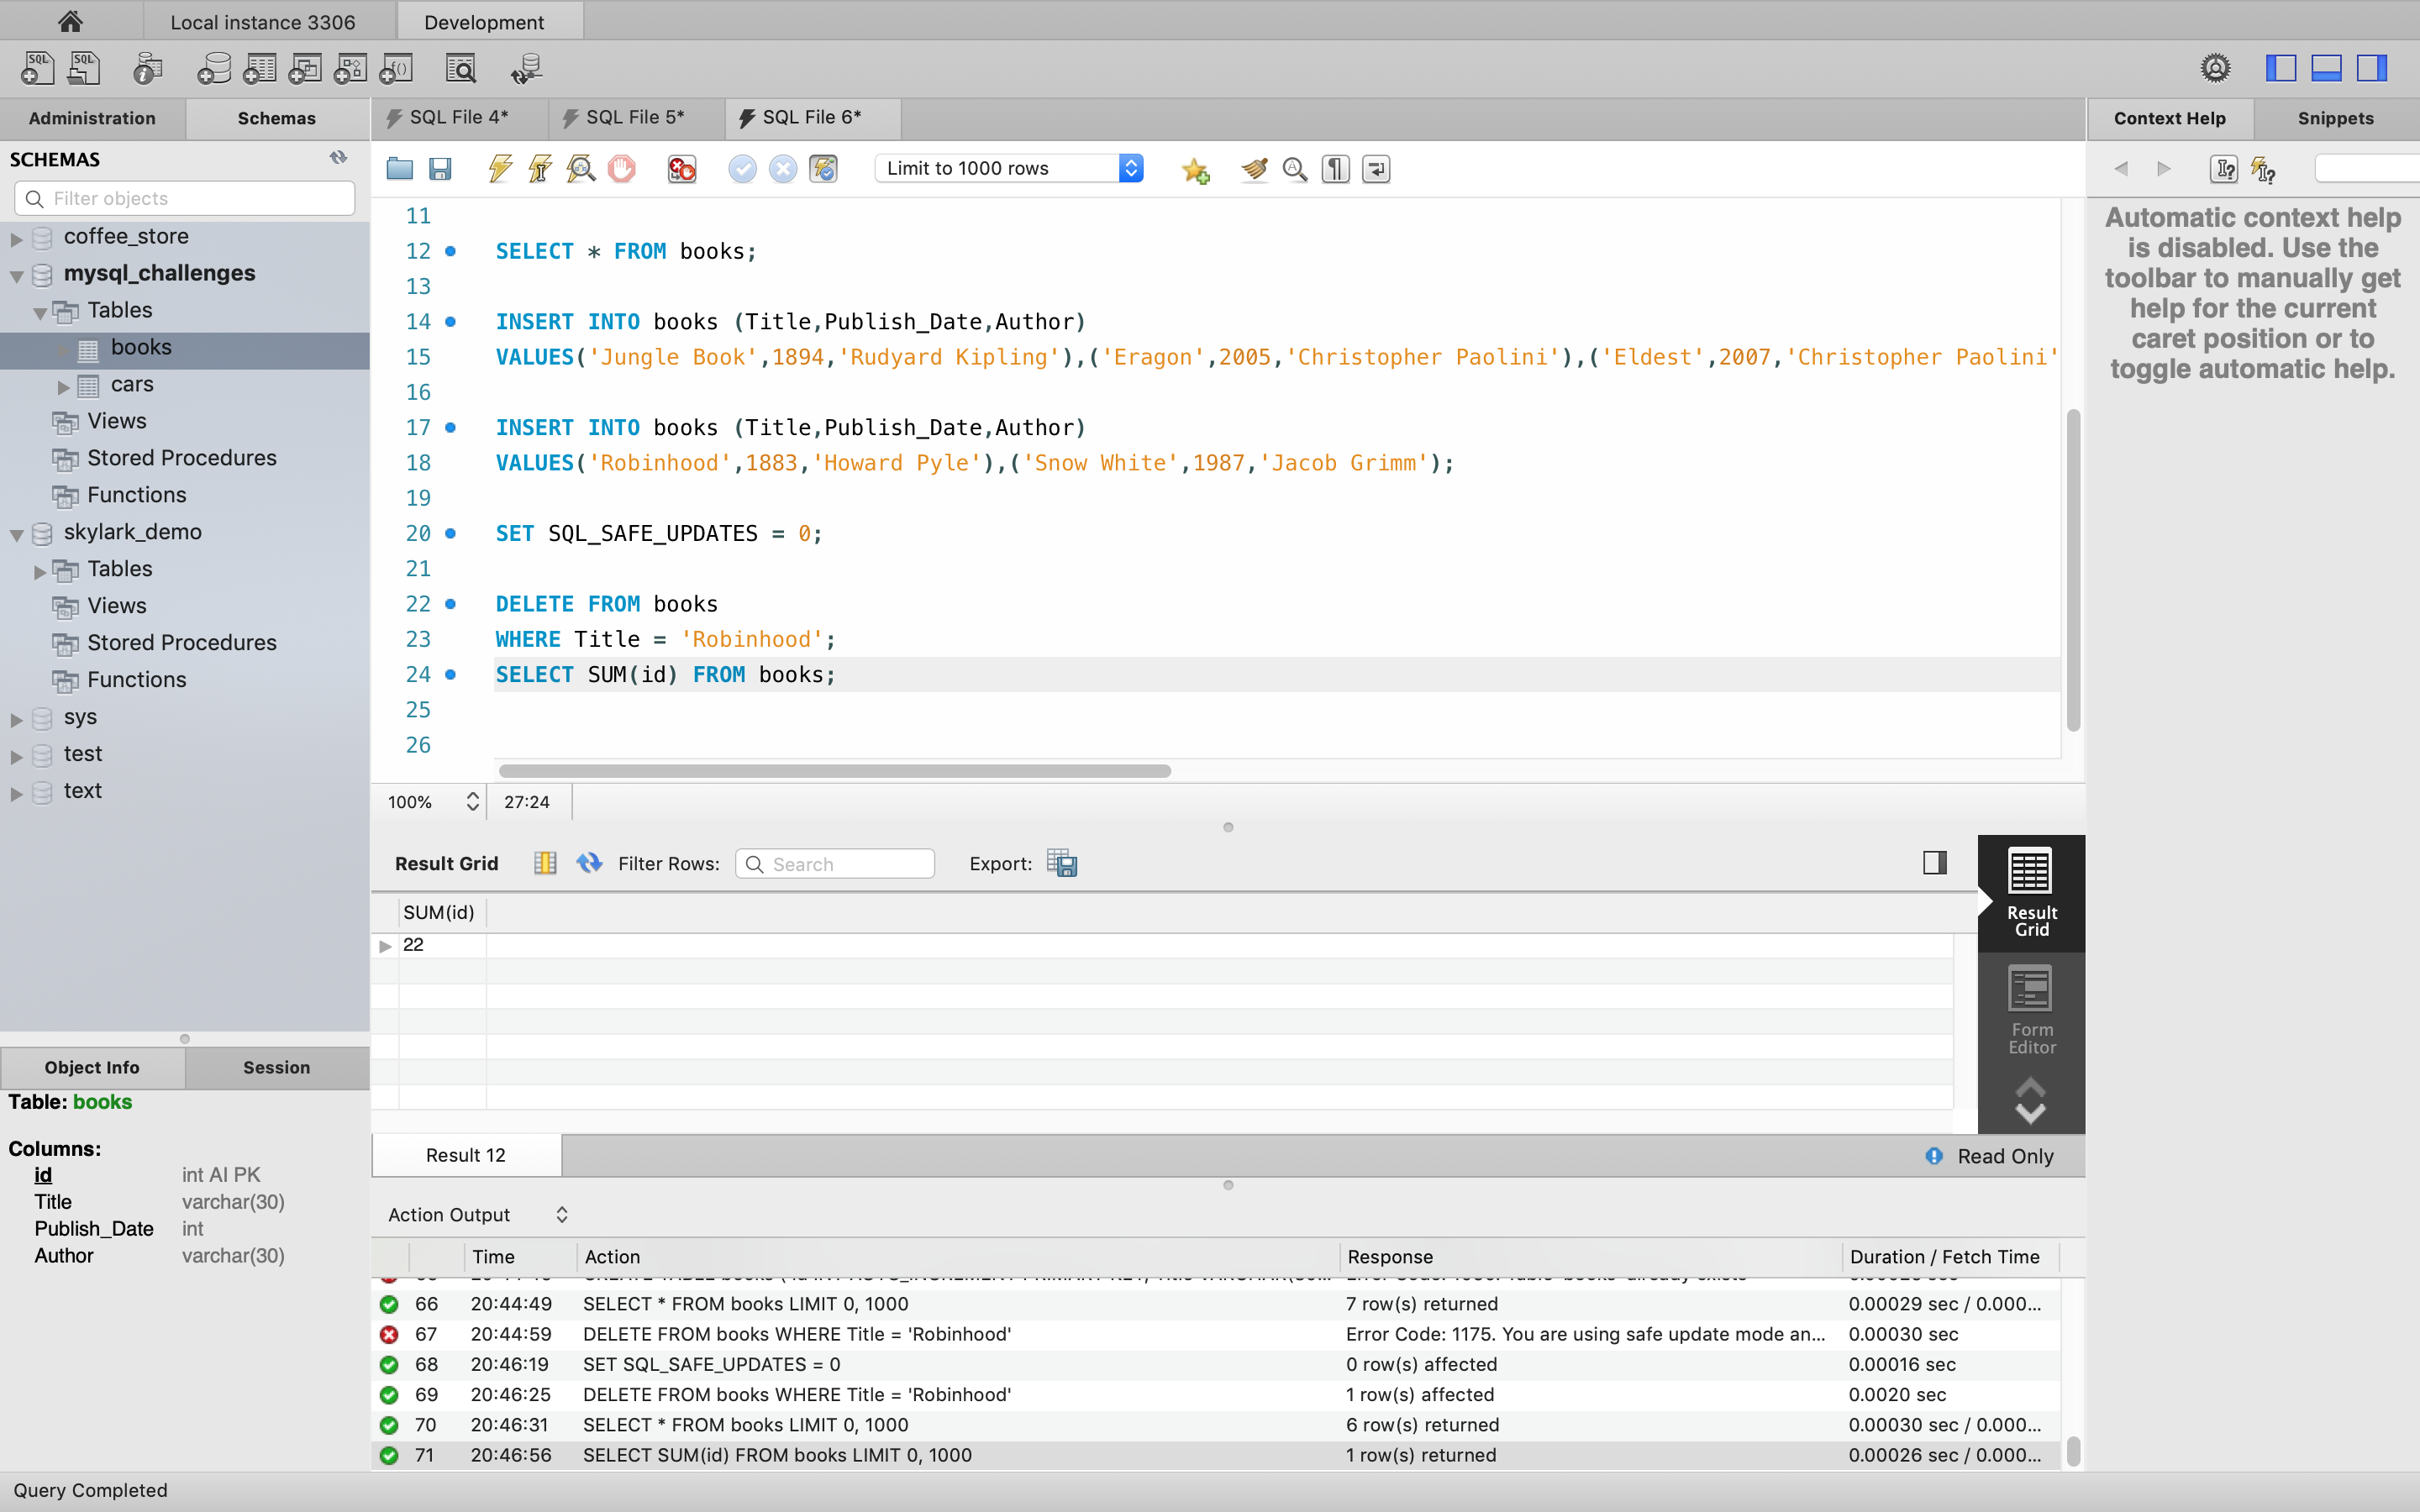 Local instance 3306
Development
Administration
Schemas
SCHEMAS
Filter objects
coffee_store
mysql_challenges
Tables
books
cars
Views
Stored Procedures
Functions
skylark_demo
Tables
Views
Stored Procedures
Functions
sys
test
text
Object Info
Session
Table: books
Columns:
id int AI PK
Title varchar(30)
Publish_Date int
Author varchar(30)
SQL File 4*
SQL File 5*
SQL File 6*
Limit to 1000 rows
11
12 SELECT * FROM books;
13
14 INSERT INTO books (Title,Publish_Date,Author)
15 VALUES('Jungle Book',1894,'Rudyard Kipling'),('Eragon',2005,'Christopher Paolini'),('Eldest',2007,'Christopher Paolini'
16
17 INSERT INTO books (Title,Publish_Date,Author)
18 VALUES('Robinhood',1883,'Howard Pyle'),('Snow White',1987,'Jacob Grimm');
19
20 SET SQL_SAFE_UPDATES = 0;
21
22 DELETE FROM books
23 WHERE Title = 'Robinhood';
24 SELECT SUM(id) FROM books;
25
26
100% 27:24
Result Grid Filter Rows: Search Export:
SUM(id)
22
Result Grid
Form Editor
Result 12
Read Only
Action Output
Time Action Response Duration / Fetch Time
66 20:44:49 SELECT * FROM books LIMIT 0, 1000 7 row(s) returned 0.00029 sec / 0.000...
67 20:44:59 DELETE FROM books WHERE Title = 'Robinhood' Error Code: 1175. You are using safe update mode an... 0.00030 sec
68 20:46:19 SET SQL_SAFE_UPDATES = 0 0 row(s) affected 0.00016 sec
69 20:46:25 DELETE FROM books WHERE Title = 'Robinhood' 1 row(s) affected 0.0020 sec
70 20:46:31 SELECT * FROM books LIMIT 0, 1000 6 row(s) returned 0.00030 sec / 0.000...
71 20:46:56 SELECT SUM(id) FROM books LIMIT 0, 1000 1 row(s) returned 0.00026 sec / 0.000...
Context Help
Snippets
Automatic context help
is disabled. Use the
toolbar to manually get
help for the current
caret position or to
toggle automatic help.
Query Completed